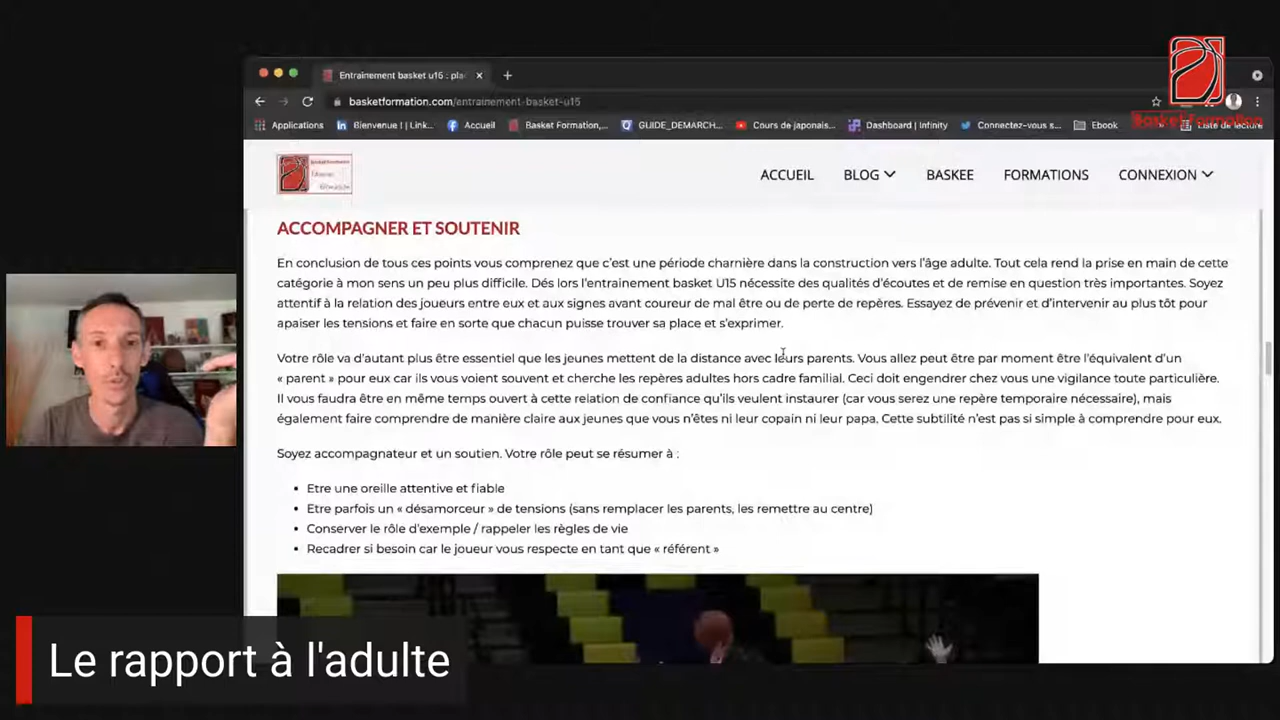 Entrainement basket u15 : pla
basketformation.com/entrainement-basket-u15
Applications
Bienvenue ! | Link...
Accueil
Basket Formation,...
GUIDE_DEMARCH...
Cours de japonais...
Dashboard | Infinity
Connectez-vous s...
Ebook
Liste de lecture
Basket Formation
ACCUEIL
BLOG
BASKEE
FORMATIONS
CONNEXION
ACCOMPAGNER ET SOUTENIR
En conclusion de tous ces points vous comprenez que c'est une période charnière dans la construction vers l'âge adulte. Tout cela rend la prise en main de cette
catégorie à mon sens un peu plus difficile. Dés lors l'entrainement basket U15 nécessite des qualités d'écoutes et de remise en question très importantes. Soyez
attentif à la relation des joueurs entre eux et aux signes avant coureur de mal être ou de perte de repères. Essayez de prévenir et d'intervenir au plus tôt pour
apaiser les tensions et faire en sorte que chacun puisse trouver sa place et s'exprimer.
Votre rôle va d'autant plus être essentiel que les jeunes mettent de la distance avec leurs parents. Vous allez peut être par moment être l'équivalent d'un
« parent » pour eux car ils vous voient souvent et cherche les repères adultes hors cadre familial. Ceci doit engendrer chez vous une vigilance toute particulière.
Il vous faudra être en même temps ouvert à cette relation de confiance qu'ils veulent instaurer (car vous serez une repère temporaire nécessaire), mais
également faire comprendre de manière claire aux jeunes que vous n'êtes ni leur copain ni leur papa. Cette subtilité n'est pas si simple à comprendre pour eux.
Soyez accompagnateur et un soutien. Votre rôle peut se résumer à :
• Etre une oreille attentive et fiable
• Etre parfois un « désamorceur » de tensions (sans remplacer les parents, les remettre au centre)
• Conserver le rôle d'exemple / rappeler les règles de vie
• Recadrer si besoin car le joueur vous respecte en tant que « référent »
Le rapport à l'adulte